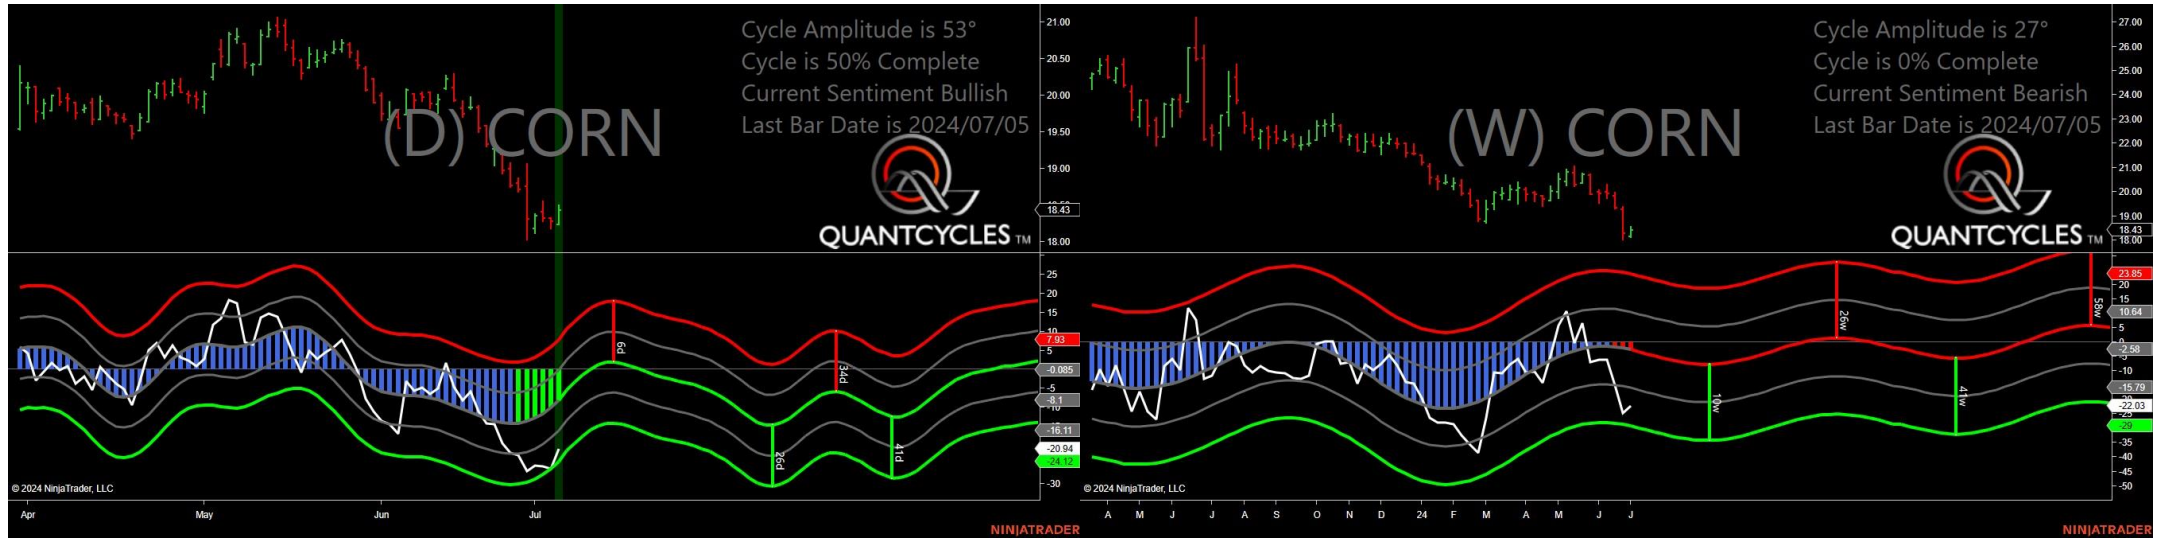 Cycle Amplitude is 53°
Cycle is 50% Complete
Current Sentiment Bullish
Last Bar Date is 2024/07/05
(D) CORN
QUANTCYCLES TM
21.00
20.50
20.00
19.50
19.00
18.43
18.00
25
20
15
10
7.93
5
-0.085
-5
-8.1
-10
-16.11
-20.94
-24.12
-30
6d
34d
26d
41d
© 2024 NinjaTrader, LLC
Apr May Jun Jul
NINJATRADER
Cycle Amplitude is 27°
Cycle is 0% Complete
Current Sentiment Bearish
Last Bar Date is 2024/07/05
(W) CORN
QUANTCYCLES TM
27.00
26.00
25.00
24.00
23.00
22.00
21.00
20.00
19.00
18.43
18.00
23.85
20
15
10.64
5
-2.58
-10
-15.79
-22.03
-25
-29
-35
-40
-45
-50
26w
58w
10w
41w
© 2024 NinjaTrader, LLC
A M J J A S O N D 24 F M A M J J
NINJATRADER